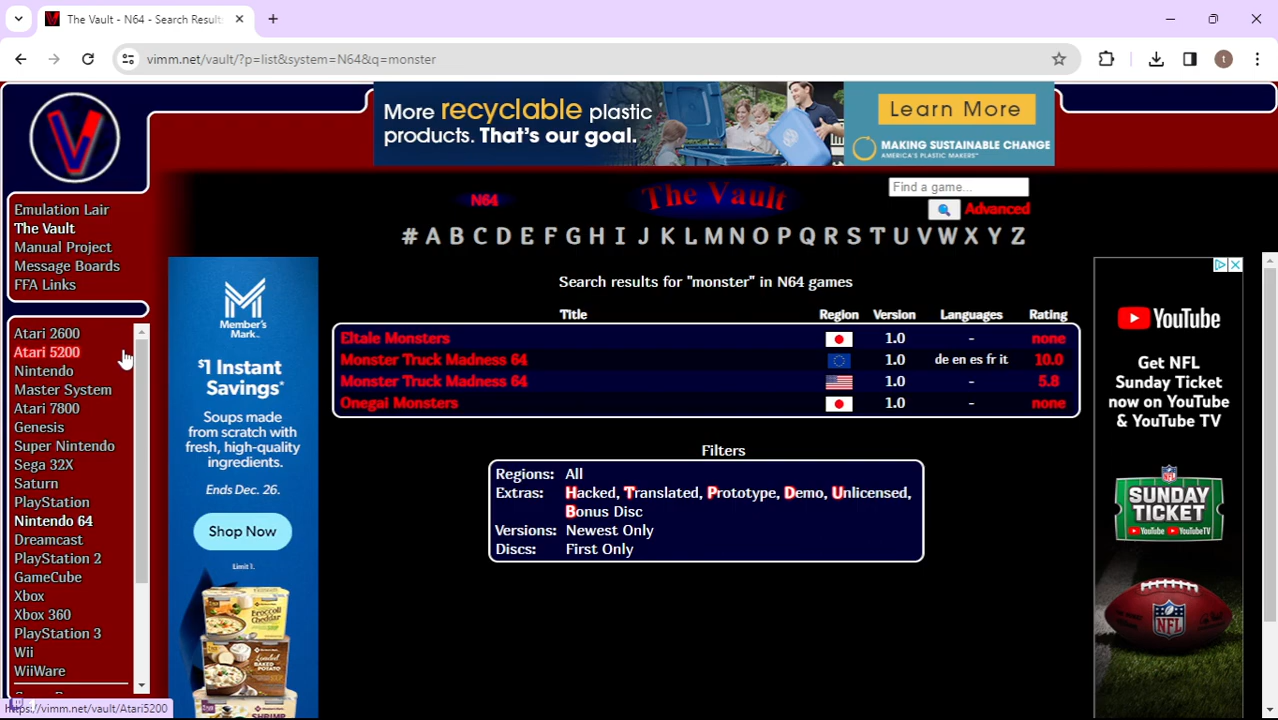 The Vault - N64 - Search Result
vimm.net/vault/?p=list&system=N64&q=monster
t
More recyclable plastic
products. That's our goal.
Learn More
MAKING SUSTAINABLE CHANGE
AMERICA'S PLASTIC MAKERS™
V
Emulation Lair
The Vault
Manual Project
Message Boards
FFA Links
N64
The Vault
Find a game...
Advanced
# A B C D E F G H I J K L M N O P Q R S T U V W X Y Z
Search results for "monster" in N64 games
Title Region Version Languages Rating
Eltale Monsters 1.0 - none
Monster Truck Madness 64 1.0 de en es fr it 10.0
Monster Truck Madness 64 1.0 - 5.8
Onegai Monsters 1.0 - none
Filters
Regions: All
Extras: Hacked, Translated, Prototype, Demo, Unlicensed,
Bonus Disc
Versions: Newest Only
Discs: First Only
Atari 2600
Atari 5200
Nintendo
Master System
Atari 7800
Genesis
Super Nintendo
Sega 32X
Saturn
PlayStation
Nintendo 64
Dreamcast
PlayStation 2
GameCube
Xbox
Xbox 360
PlayStation 3
Wii
WiiWare
https://vimm.net/vault/Atari5200
Member's
Mark™
$1 Instant
Savings*
Soups made
from scratch with
fresh, high-quality
ingredients.
Ends Dec. 26.
Shop Now
Limit 1.
YouTube
Get NFL
Sunday Ticket
now on YouTube
& YouTube TV
NFL
SUNDAY
TICKET
YouTube YouTubeTV
NFL